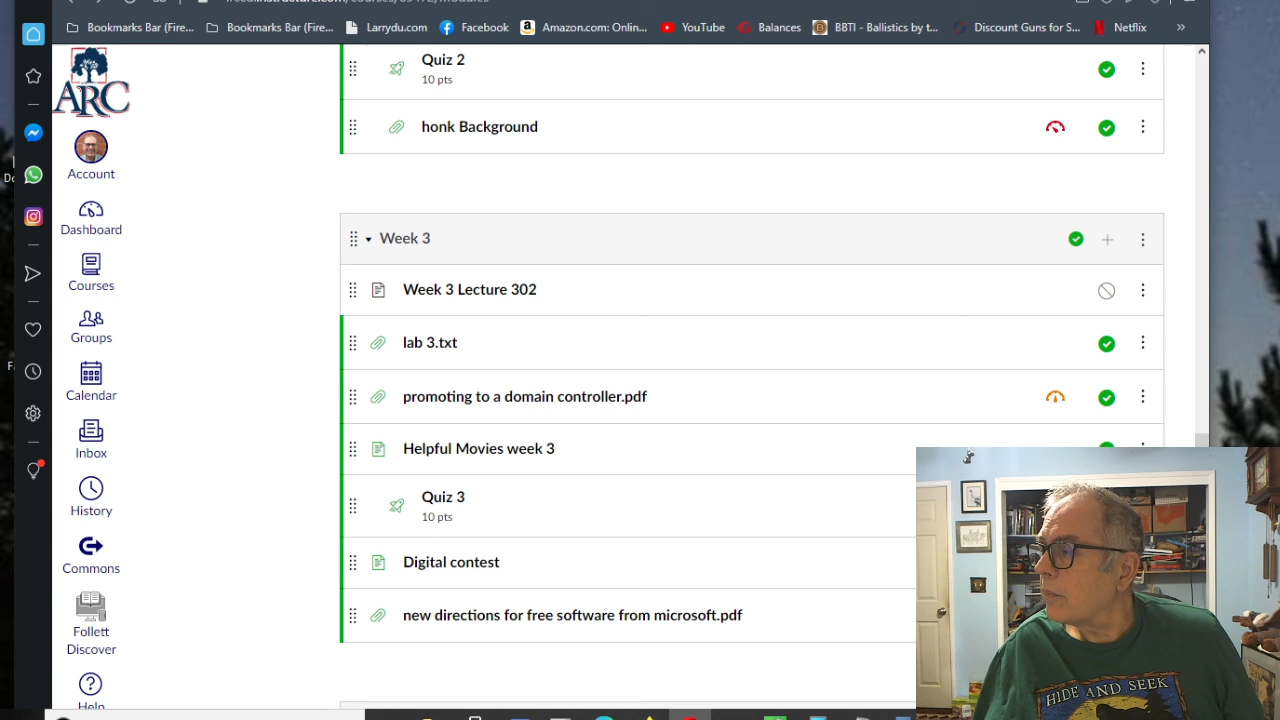 Bookmarks Bar (Fire...
Bookmarks Bar (Fire...
Larrydu.com
Facebook
Amazon.com: Onlin...
YouTube
Balances
BBTI - Ballistics by t...
Discount Guns for S...
Netflix
»
ARC
Account
Dashboard
Courses
Groups
Calendar
Inbox
History
Commons
Follett
Discover
Help
Quiz 2
10 pts
honk Background
Week 3
Week 3 Lecture 302
lab 3.txt
promoting to a domain controller.pdf
Helpful Movies week 3
Quiz 3
10 pts
Digital contest
new directions for free software from microsoft.pdf
HIDE AND SEEK